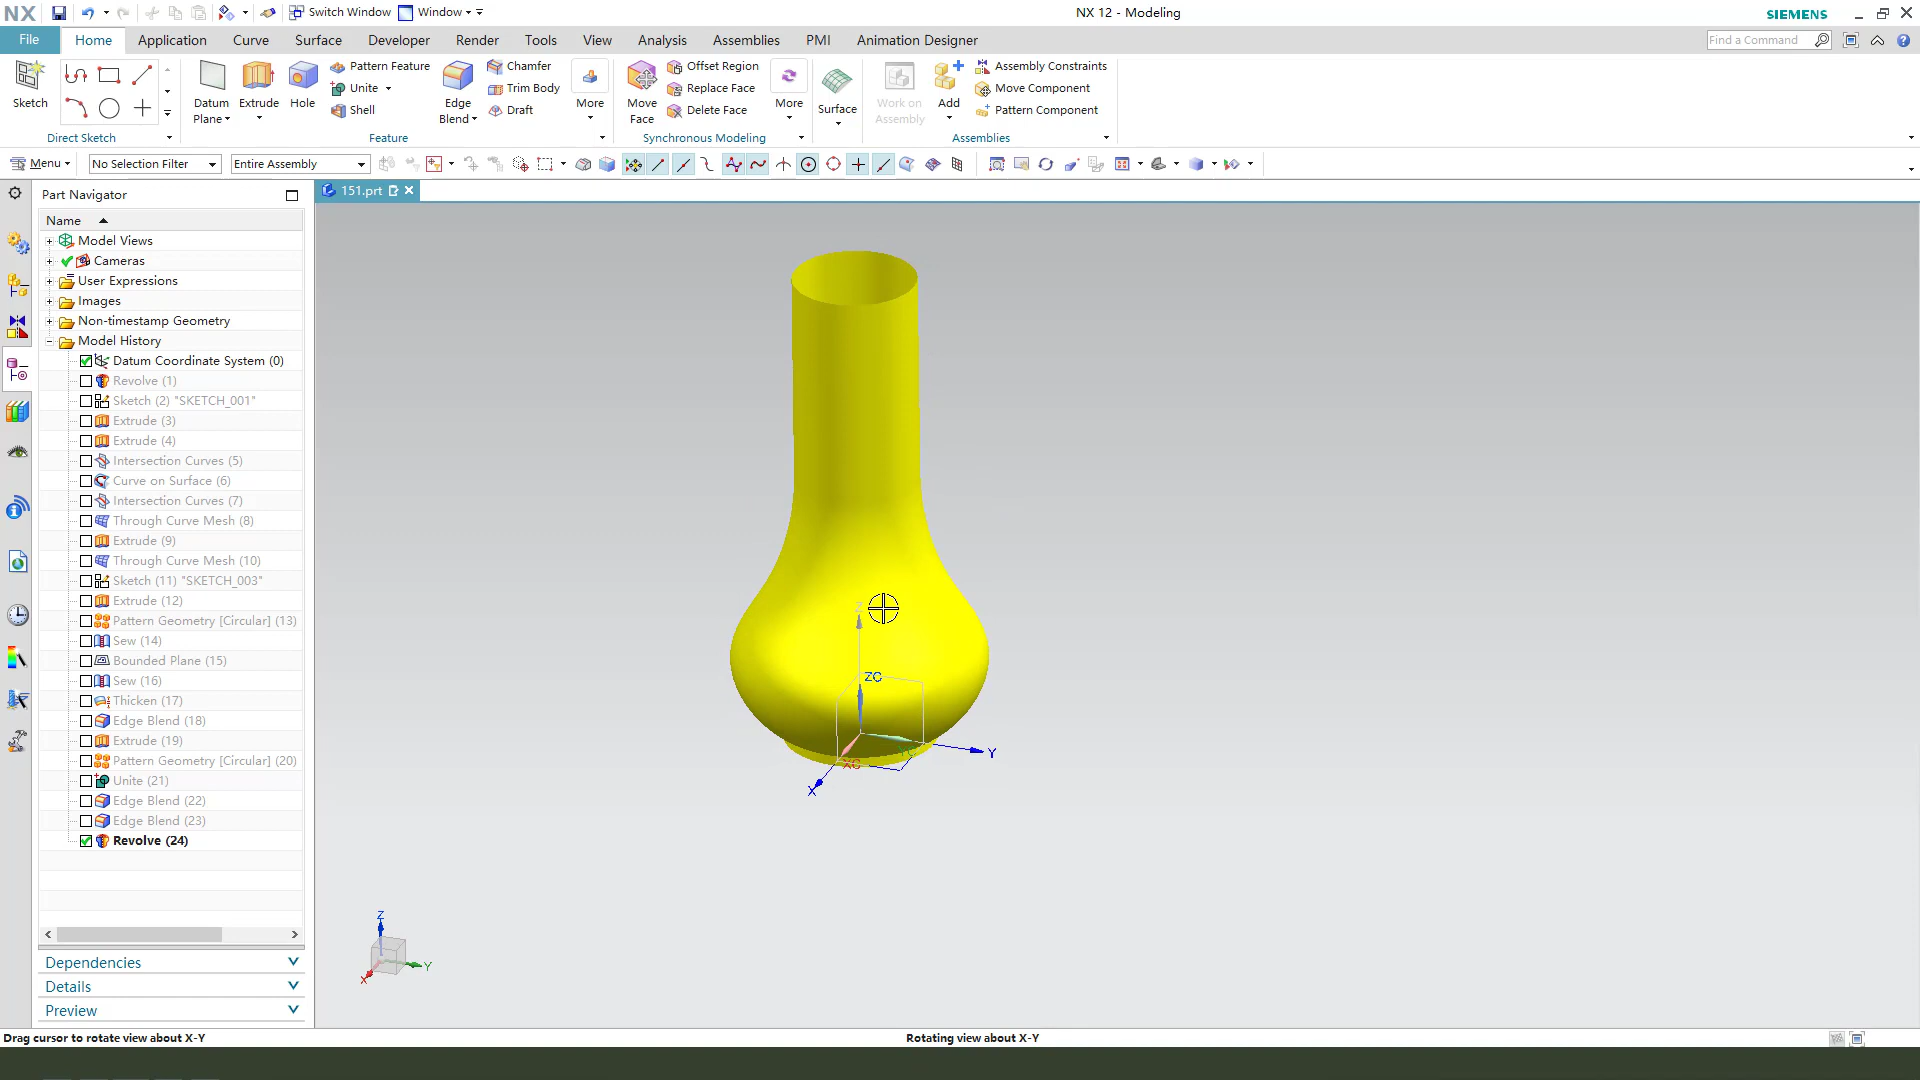 NX
Switch Window
Window
NX 12 - Modeling
SIEMENS
File
Home
Application
Curve
Surface
Developer
Render
Tools
View
Analysis
Assemblies
PMI
Animation Designer
Find a Command
Sketch
Direct Sketch
Datum
Plane
Extrude
Hole
Pattern Feature
Unite
Shell
Edge
Blend
Chamfer
Trim Body
Draft
More
Feature
Move
Face
Offset Region
Replace Face
Delete Face
More
Synchronous Modeling
Surface
Work on
Assembly
Add
Assembly Constraints
Move Component
Pattern Component
Assemblies
Menu
No Selection Filter
Entire Assembly
Part Navigator
151.prt
Name
Model Views
Cameras
User Expressions
Images
Non-timestamp Geometry
Model History
Datum Coordinate System (0)
Revolve (1)
Sketch (2) "SKETCH_001"
Extrude (3)
Extrude (4)
Intersection Curves (5)
Curve on Surface (6)
Intersection Curves (7)
Through Curve Mesh (8)
Extrude (9)
Through Curve Mesh (10)
Sketch (11) "SKETCH_003"
Extrude (12)
Pattern Geometry [Circular] (13)
Sew (14)
Bounded Plane (15)
Sew (16)
Thicken (17)
Edge Blend (18)
Extrude (19)
Pattern Geometry [Circular] (20)
Unite (21)
Edge Blend (22)
Edge Blend (23)
Revolve (24)
Dependencies
Details
Preview
Z
ZC
Y
YC
XC
X
Z
Y
X
Drag cursor to rotate view about X-Y
Rotating view about X-Y